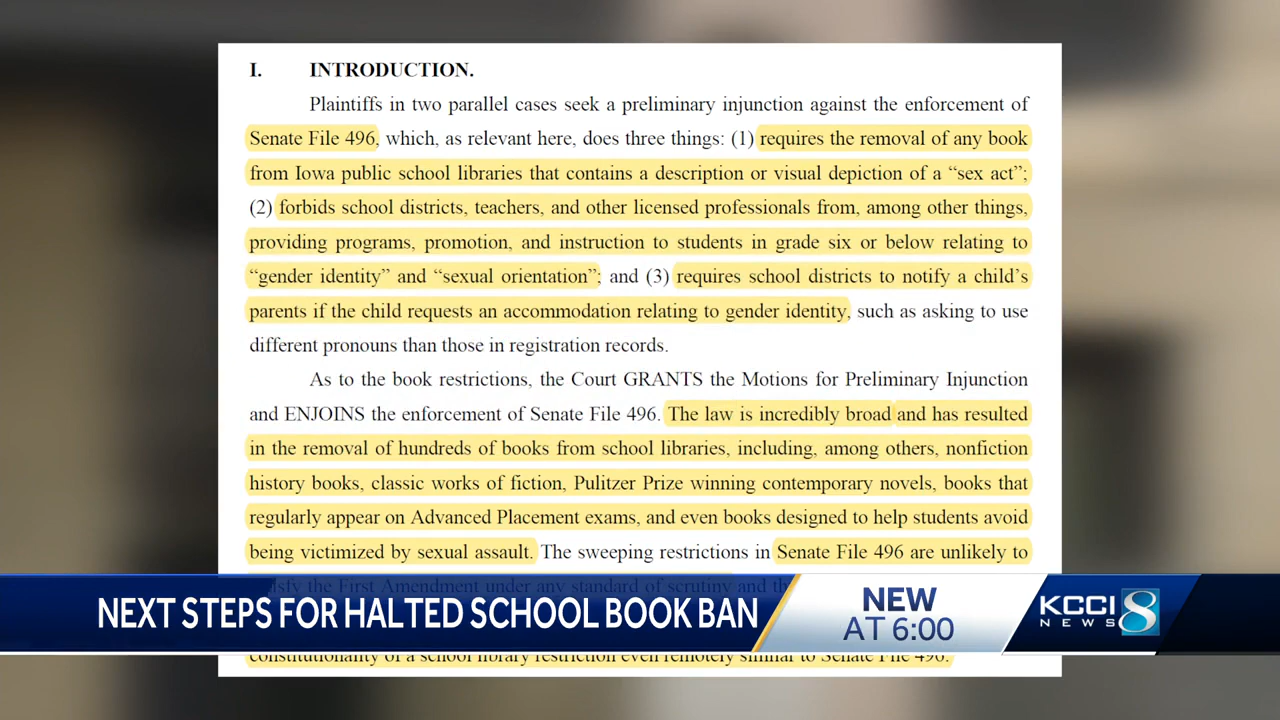 I. INTRODUCTION.
Plaintiffs in two parallel cases seek a preliminary injunction against the enforcement of
Senate File 496, which, as relevant here, does three things: (1) requires the removal of any book
from Iowa public school libraries that contains a description or visual depiction of a “sex act”;
(2) forbids school districts, teachers, and other licensed professionals from, among other things,
providing programs, promotion, and instruction to students in grade six or below relating to
“gender identity” and “sexual orientation”; and (3) requires school districts to notify a child’s
parents if the child requests an accommodation relating to gender identity, such as asking to use
different pronouns than those in registration records.
As to the book restrictions, the Court GRANTS the Motions for Preliminary Injunction
and ENJOINS the enforcement of Senate File 496. The law is incredibly broad and has resulted
in the removal of hundreds of books from school libraries, including, among others, nonfiction
history books, classic works of fiction, Pulitzer Prize winning contemporary novels, books that
regularly appear on Advanced Placement exams, and even books designed to help students avoid
being victimized by sexual assault. The sweeping restrictions in Senate File 496 are unlikely to
the First Amendment under any standard of scrutiny and
constitutionality of a school library restriction even remotely similar to Senate File 496.
NEXT STEPS FOR HALTED SCHOOL BOOK BAN
NEW
AT 6:00
KCCI 8
NEWS